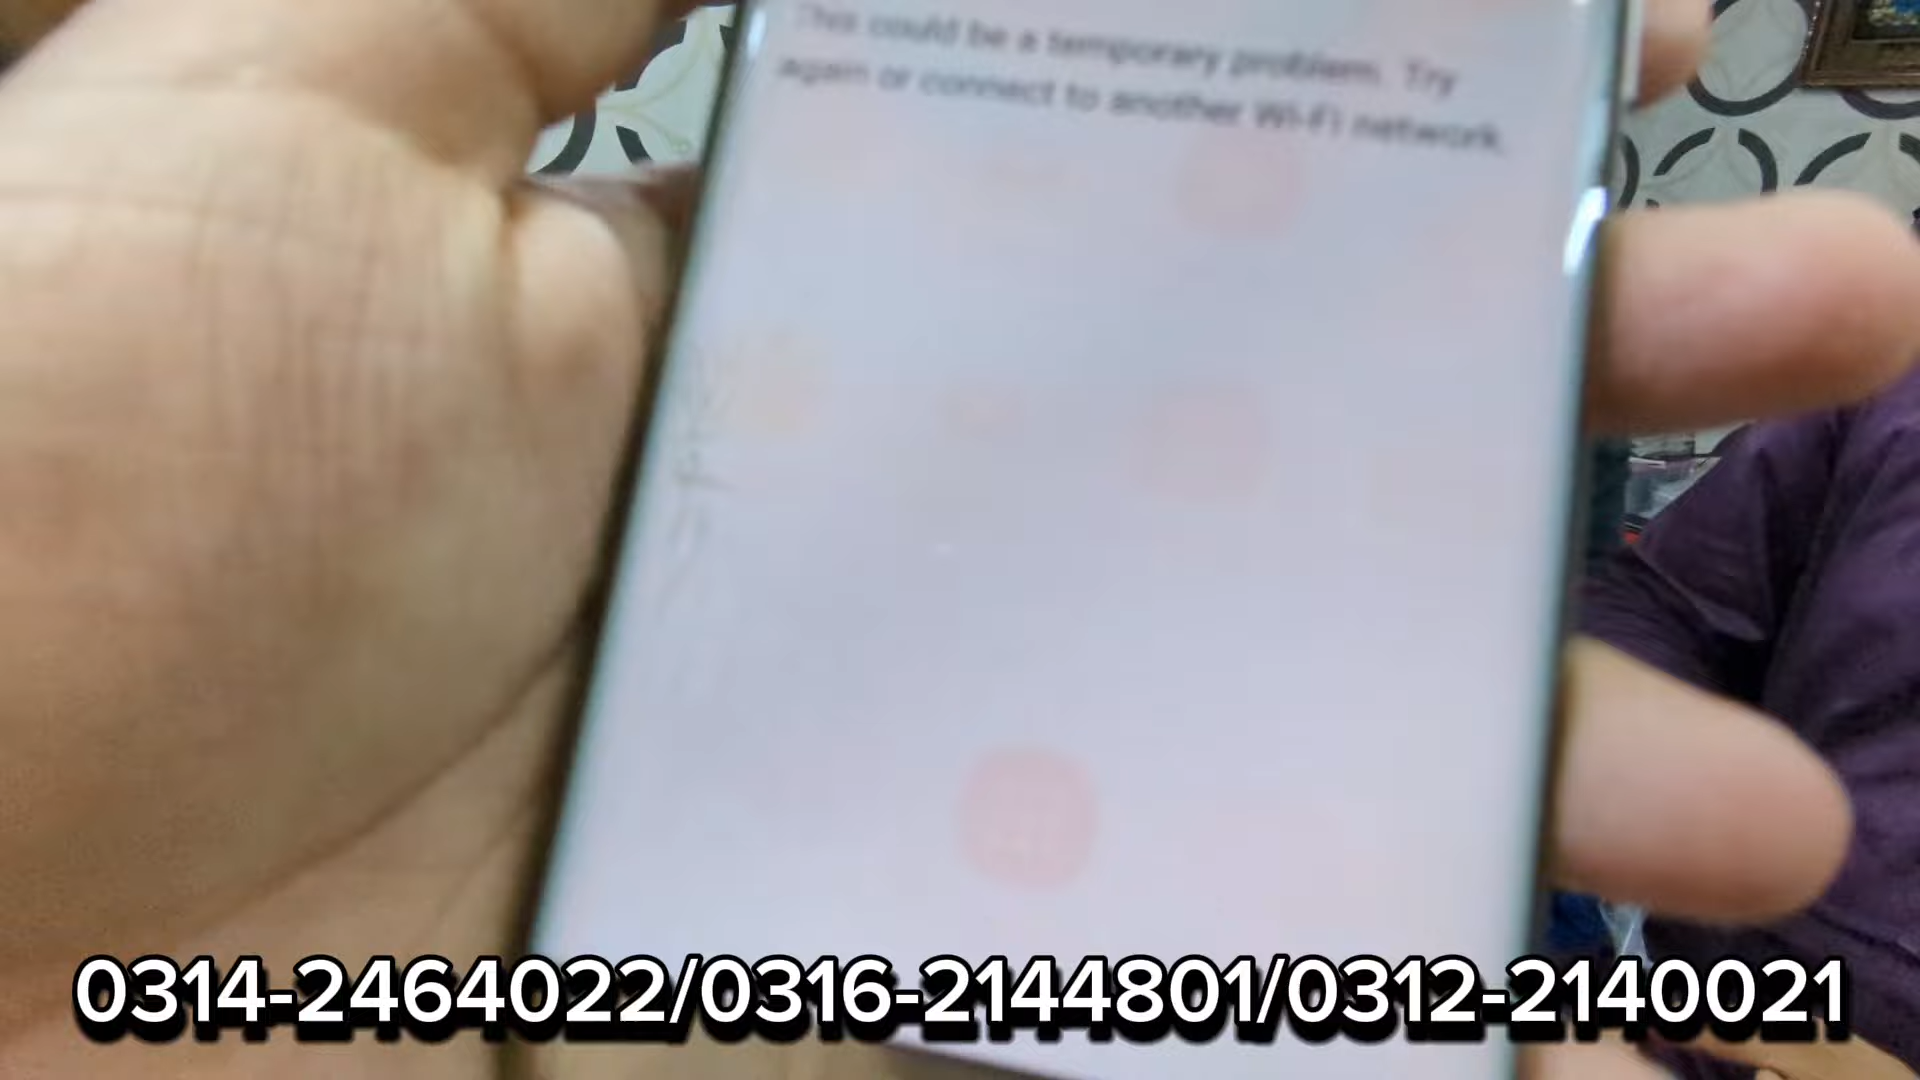 This could be a temporary problem. Try
again or connect to another Wi-Fi network.
0314-2464022/0316-2144801/0312-2140021